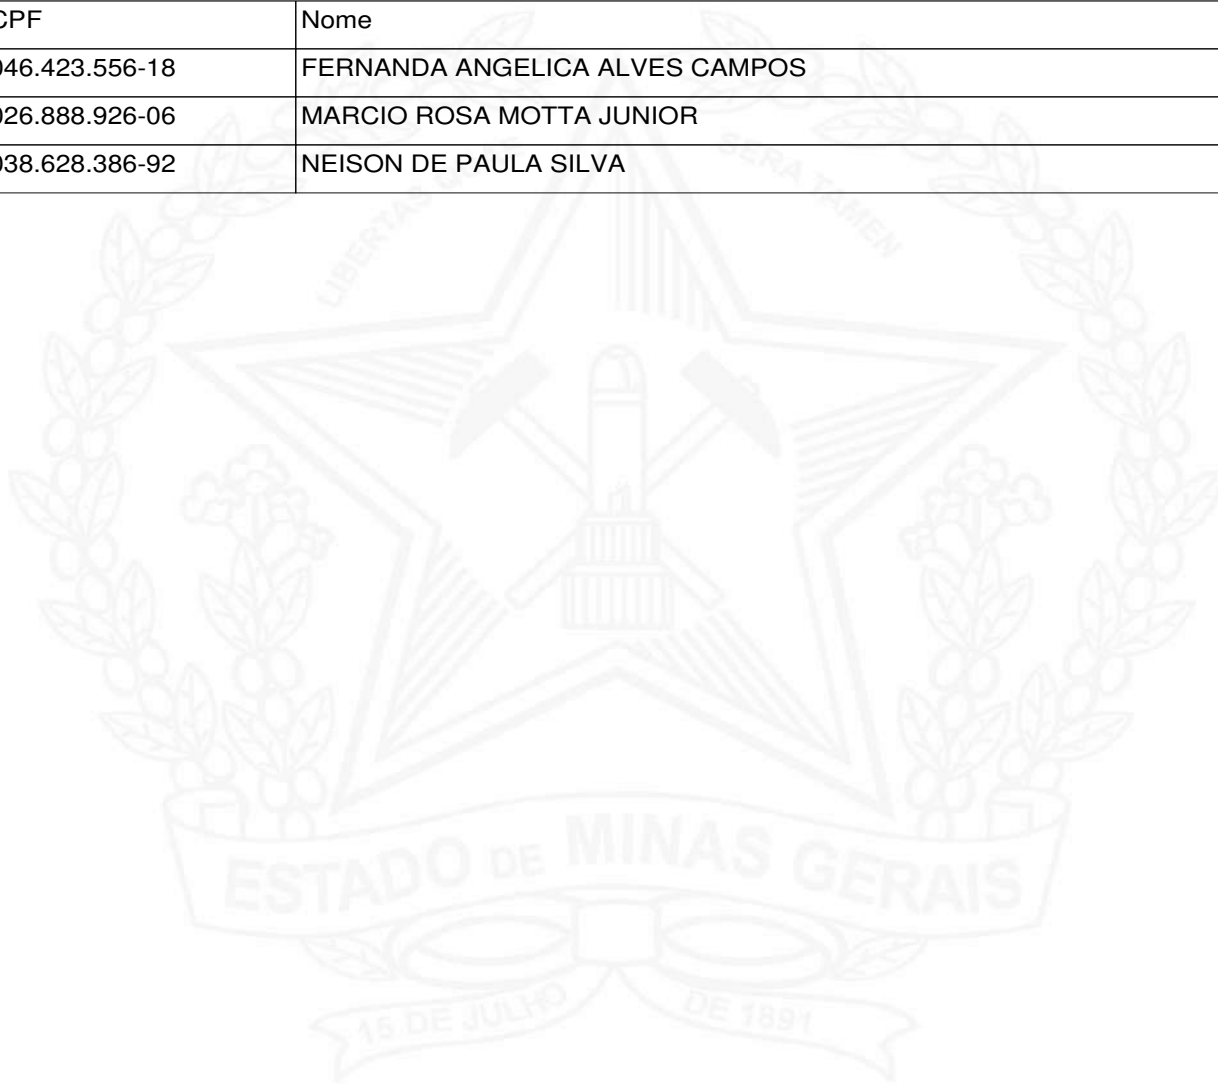 CPF Nome
046.423.556-18 FERNANDA ANGELICA ALVES CAMPOS
026.888.926-06 MARCIO ROSA MOTTA JUNIOR
038.628.386-92 NEISON DE PAULA SILVA
LIBERTAS SERA TAMEN
ESTADO DE MINAS GERAIS
15 DE JULHO DE 1891